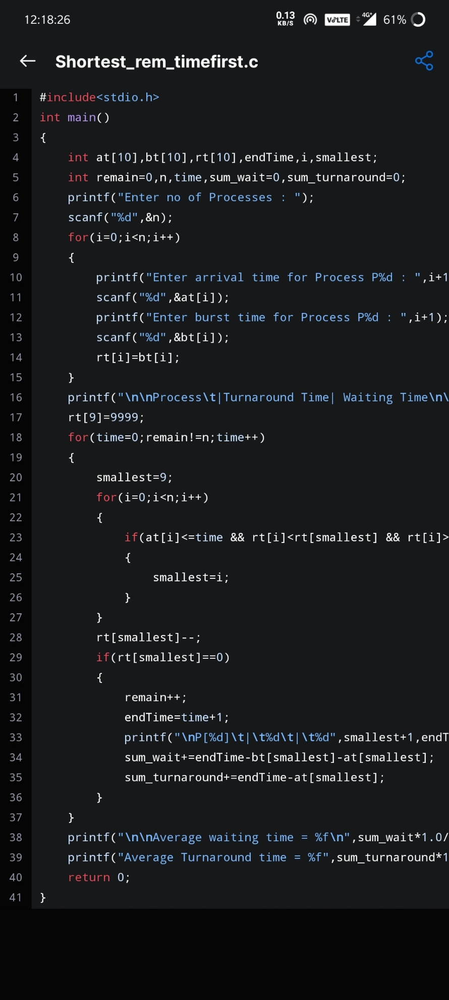 12:18:26 0.13 KB/S VoLTE 4G+ 61%
Shortest_rem_timefirst.c
1 #include<stdio.h>
2 int main()
3 {
4     int at[10],bt[10],rt[10],endTime,i,smallest;
5     int remain=0,n,time,sum_wait=0,sum_turnaround=0;
6     printf("Enter no of Processes : ");
7     scanf("%d",&n);
8     for(i=0;i<n;i++)
9     {
10         printf("Enter arrival time for Process P%d : ",i+1
11         scanf("%d",&at[i]);
12         printf("Enter burst time for Process P%d : ",i+1);
13         scanf("%d",&bt[i]);
14         rt[i]=bt[i];
15     }
16     printf("\n\nProcess\t|Turnaround Time| Waiting Time\n\
17     rt[9]=9999;
18     for(time=0;remain!=n;time++)
19     {
20         smallest=9;
21         for(i=0;i<n;i++)
22         {
23             if(at[i]<=time && rt[i]<rt[smallest] && rt[i]>
24             {
25                 smallest=i;
26             }
27         }
28         rt[smallest]--;
29         if(rt[smallest]==0)
30         {
31             remain++;
32             endTime=time+1;
33             printf("\nP[%d]\t|\t%d\t|\t%d",smallest+1,endT
34             sum_wait+=endTime-bt[smallest]-at[smallest];
35             sum_turnaround+=endTime-at[smallest];
36         }
37     }
38     printf("\n\nAverage waiting time = %f\n",sum_wait*1.0/
39     printf("Average Turnaround time = %f",sum_turnaround*1
40     return 0;
41 }